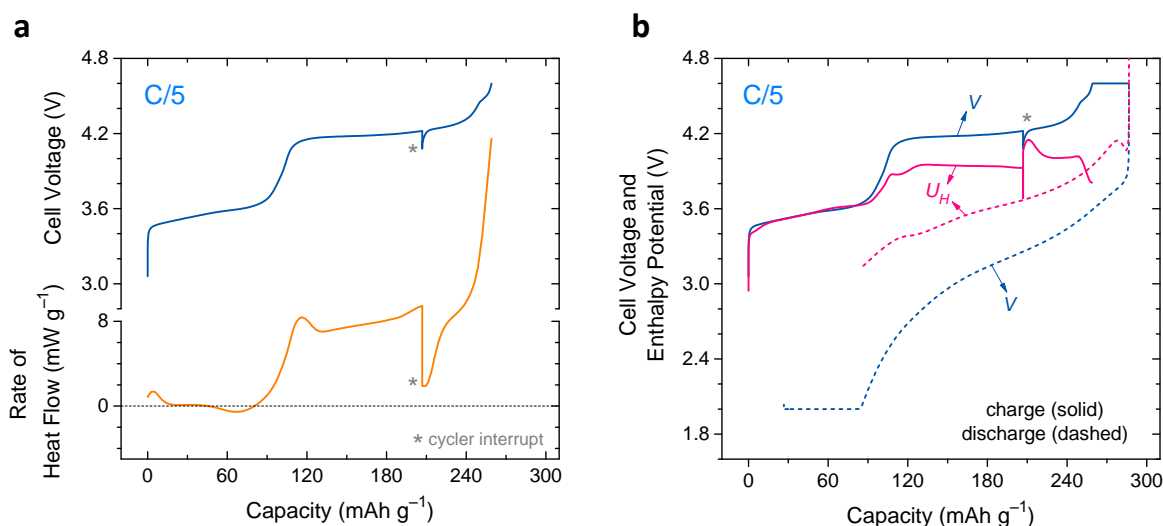 a
C/5
Cell Voltage (V)
4.8
4.2
3.6
3.0
*
Rate of
Heat Flow (mW g⁻¹)
8
0
*
* cycler interrupt
0
60
120
180
240
300
Capacity (mAh g⁻¹)
b
C/5
Cell Voltage and
Enthalpy Potential (V)
4.8
4.2
3.6
3.0
2.4
1.8
V
*
U_H
V
charge (solid)
discharge (dashed)
0
60
120
180
240
300
Capacity (mAh g⁻¹)